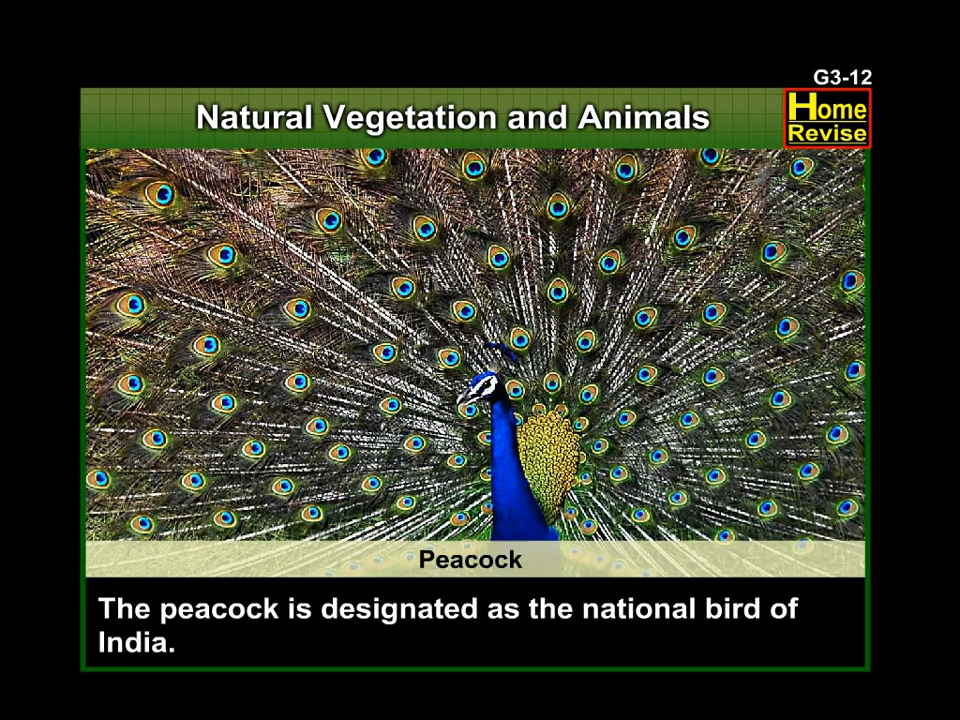 G3-12
Natural Vegetation and Animals
Home
Revise
Peacock
The peacock is designated as the national bird of
India.